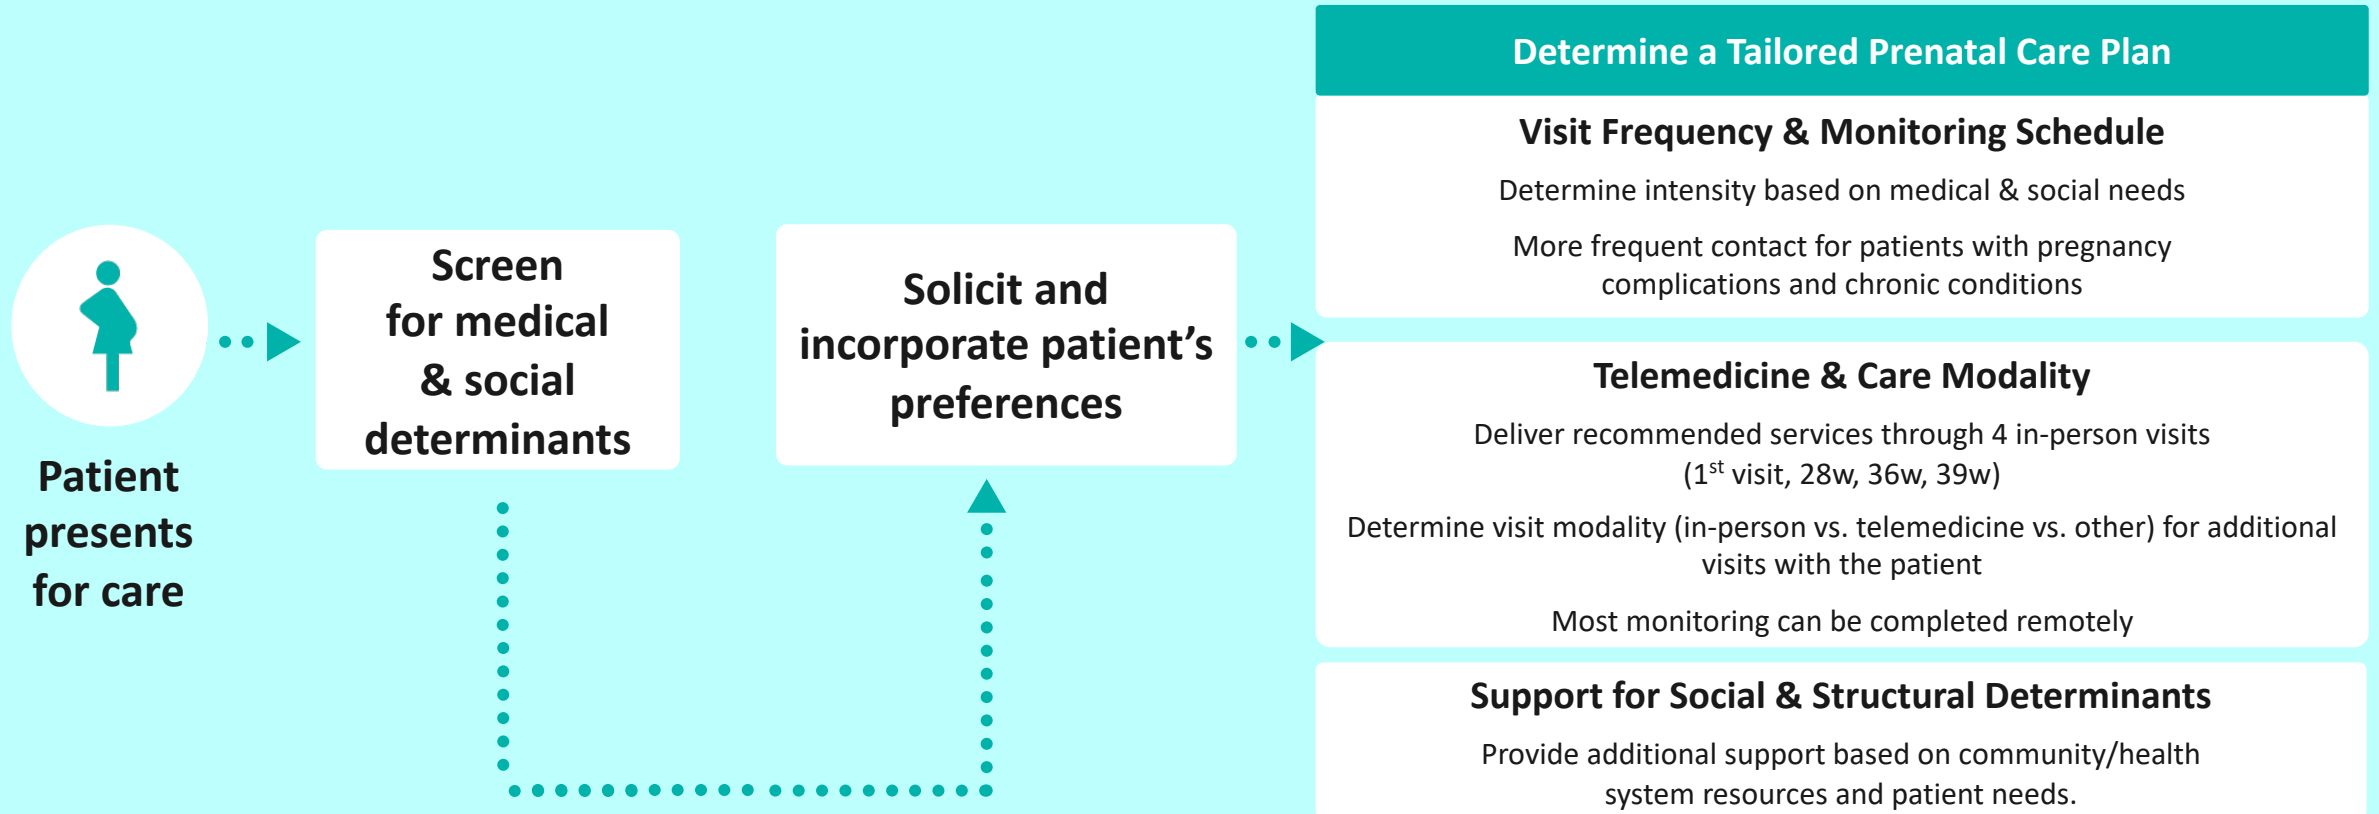 Patient
presents
for care
Screen
for medical
& social
determinants
Solicit and
incorporate patient’s
preferences
Determine a Tailored Prenatal Care Plan
Visit Frequency & Monitoring Schedule
Determine intensity based on medical & social needs
More frequent contact for patients with pregnancy
complications and chronic conditions
Telemedicine & Care Modality
Deliver recommended services through 4 in-person visits
(1st visit, 28w, 36w, 39w)
Determine visit modality (in-person vs. telemedicine vs. other) for additional
visits with the patient
Most monitoring can be completed remotely
Support for Social & Structural Determinants
Provide additional support based on community/health
system resources and patient needs.